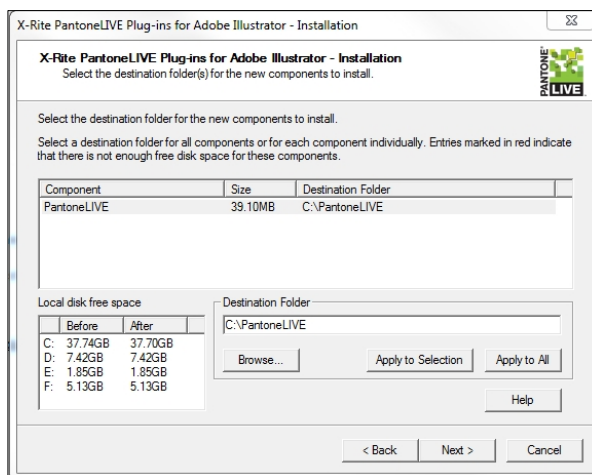 X-Rite PantoneLIVE Plug-ins for Adobe Illustrator - Installation
X-Rite PantoneLIVE Plug-ins for Adobe Illustrator - Installation
Select the destination folder(s) for the new components to install.
PANTONE®
LIVE
Select the destination folder for the new components to install.
Select a destination folder for all components or for each component individually. Entries marked in red indicate
that there is not enough free disk space for these components.
Component Size Destination Folder
PantoneLIVE 39.10MB C:\PantoneLIVE
Local disk free space
Before After
C: 37.74GB 37.70GB
D: 7.42GB 7.42GB
E: 1.85GB 1.85GB
F: 5.13GB 5.13GB
Destination Folder
C:\PantoneLIVE
Browse... Apply to Selection Apply to All
Help
< Back Next > Cancel